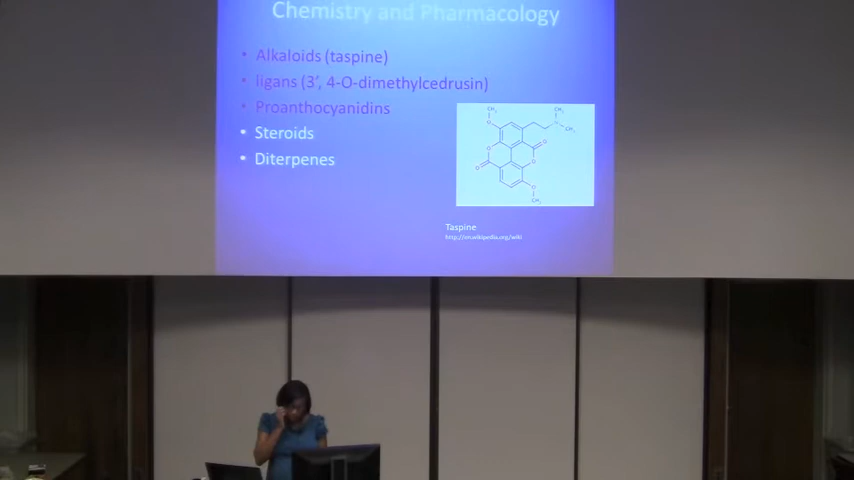 Chemistry and Pharmacology
• Alkaloids (taspine)
• ligans (3’, 4-O-dimethylcedrusin)
• Proanthocyanidins
• Steroids
• Diterpenes
Taspine
http://en.wikipedia.org/wiki